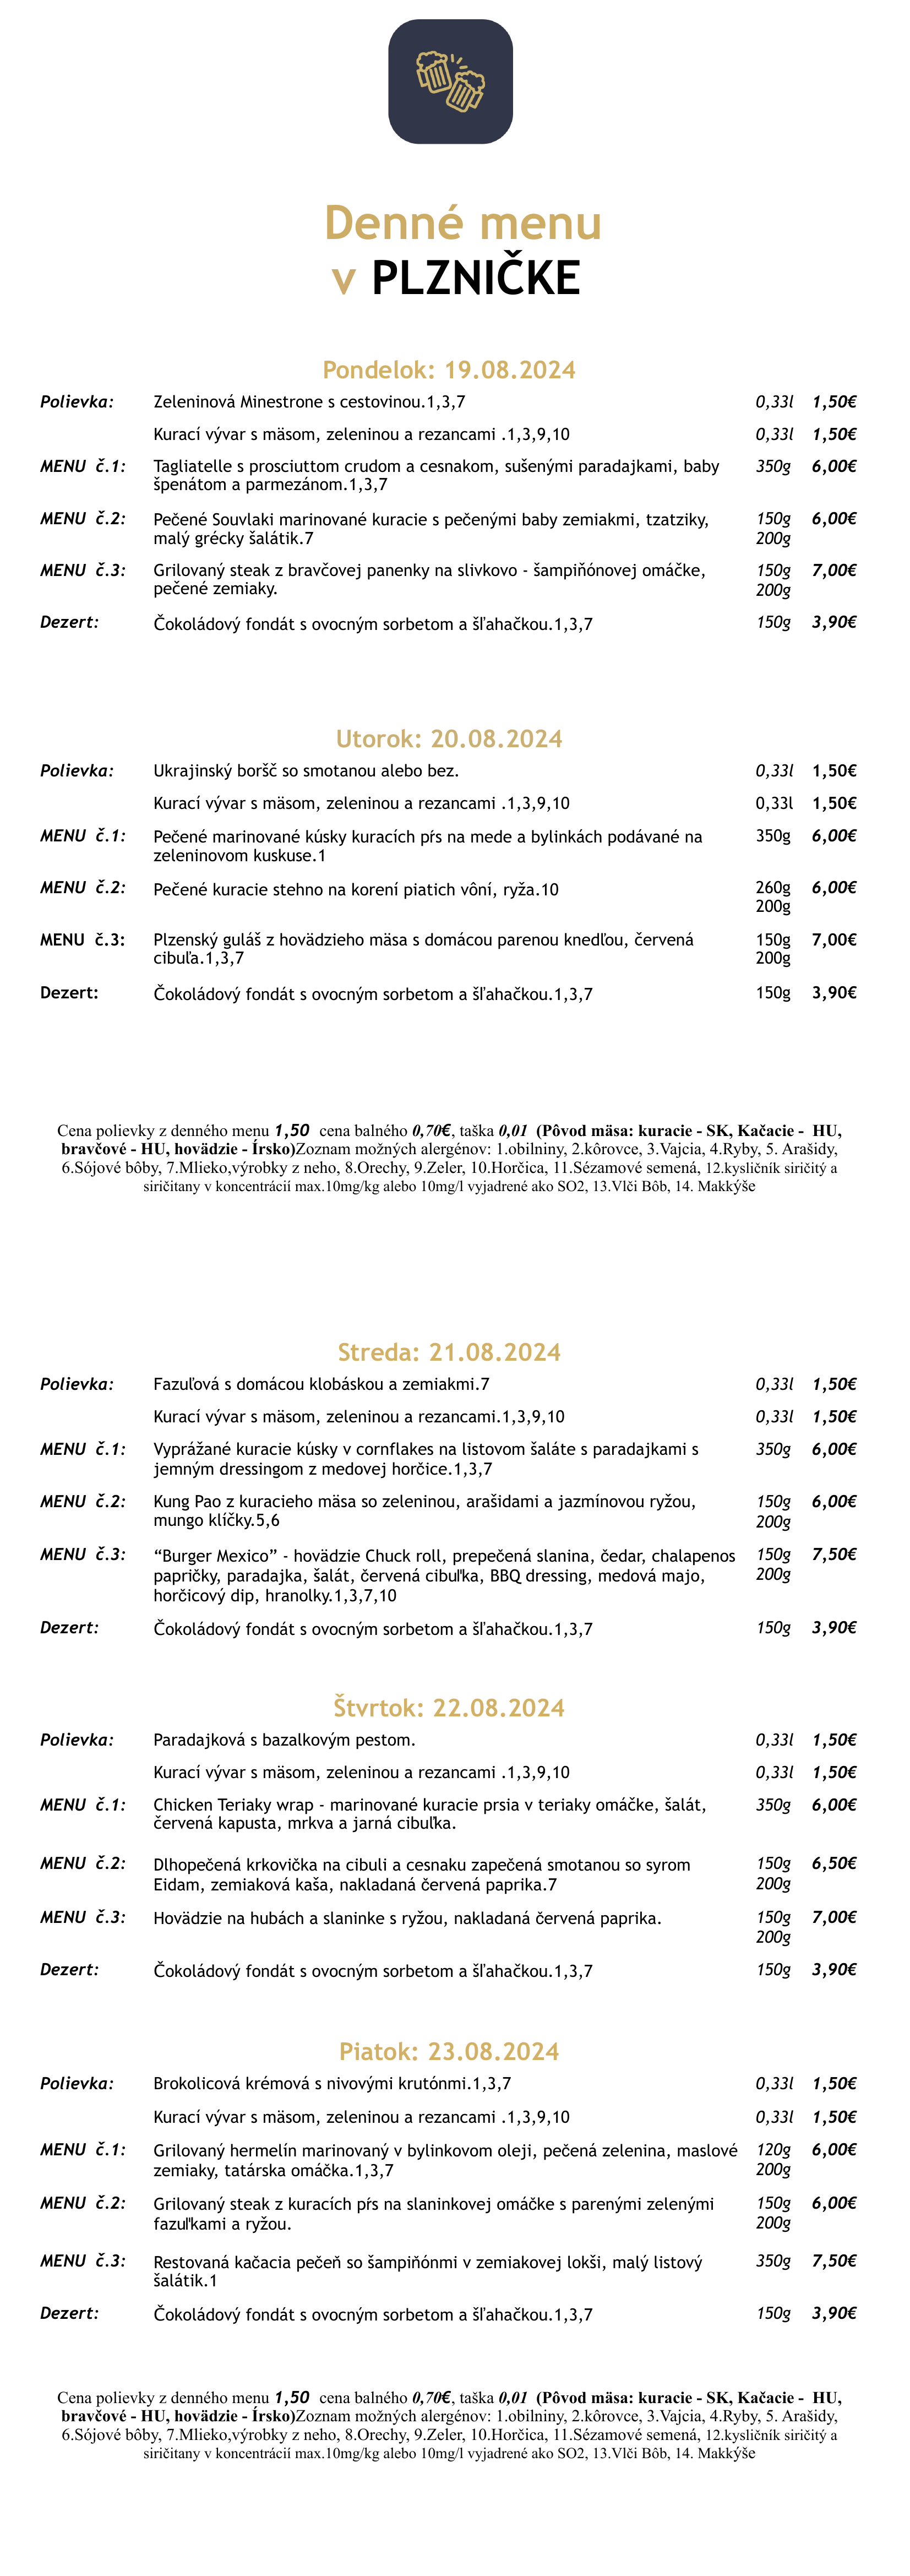 Denné menu
v PLZNIČKE
Pondelok: 19.08.2024
Polievka: Zeleninová Minestrone s cestovinou.1,3,7 0,33l 1,50€
Kurací vývar s mäsom, zeleninou a rezancami .1,3,9,10 0,33l 1,50€
MENU č.1: Tagliatelle s prosciuttom crudom a cesnakom, sušenými paradajkami, baby 350g 6,00€
špenátom a parmezánom.1,3,7
MENU č.2: Pečené Souvlaki marinované kuracie s pečenými baby zemiakmi, tzatziky, 150g 6,00€
malý grécky šalátik.7 200g
MENU č.3: Grilovaný steak z bravčovej panenky na slivkovo - šampiňónovej omáčke, 150g 7,00€
pečené zemiaky. 200g
Dezert: Čokoládový fondát s ovocným sorbetom a šľahačkou.1,3,7 150g 3,90€
Utorok: 20.08.2024
Polievka: Ukrajinský boršč so smotanou alebo bez. 0,33l 1,50€
Kurací vývar s mäsom, zeleninou a rezancami .1,3,9,10 0,33l 1,50€
MENU č.1: Pečené marinované kúsky kuracích pŕs na mede a bylinkách podávané na 350g 6,00€
zeleninovom kuskuse.1
MENU č.2: Pečené kuracie stehno na korení piatich vôní, ryža.10 260g 6,00€
200g
MENU č.3: Plzenský guláš z hovädzieho mäsa s domácou parenou knedľou, červená 150g 7,00€
cibuľa.1,3,7 200g
Dezert: Čokoládový fondát s ovocným sorbetom a šľahačkou.1,3,7 150g 3,90€
Cena polievky z denného menu 1,50 cena balného 0,70€, taška 0,01 (Pôvod mäsa: kuracie - SK, Kačacie - HU,
bravčové - HU, hovädzie - Írsko)Zoznam možných alergénov: 1.obilniny, 2.kôrovce, 3.Vajcia, 4.Ryby, 5. Arašidy,
6.Sójové bôby, 7.Mlieko,výrobky z neho, 8.Orechy, 9.Zeler, 10.Horčica, 11.Sézamové semená, 12.kysličník siričitý a
siričitany v koncentrácií max.10mg/kg alebo 10mg/l vyjadrené ako SO2, 13.Vlči Bôb, 14. Makkýše
Streda: 21.08.2024
Polievka: Fazuľová s domácou klobáskou a zemiakmi.7 0,33l 1,50€
Kurací vývar s mäsom, zeleninou a rezancami.1,3,9,10 0,33l 1,50€
MENU č.1: Vyprážané kuracie kúsky v cornflakes na listovom šaláte s paradajkami s 350g 6,00€
jemným dressingom z medovej horčice.1,3,7
MENU č.2: Kung Pao z kuracieho mäsa so zeleninou, arašidami a jazmínovou ryžou, 150g 6,00€
mungo klíčky.5,6 200g
MENU č.3: “Burger Mexico” - hovädzie Chuck roll, prepečená slanina, čedar, chalapenos 150g 7,50€
papričky, paradajka, šalát, červená cibuľka, BBQ dressing, medová majo, 200g
horčicový dip, hranolky.1,3,7,10
Dezert: Čokoládový fondát s ovocným sorbetom a šľahačkou.1,3,7 150g 3,90€
Štvrtok: 22.08.2024
Polievka: Paradajková s bazalkovým pestom. 0,33l 1,50€
Kurací vývar s mäsom, zeleninou a rezancami .1,3,9,10 0,33l 1,50€
MENU č.1: Chicken Teriaky wrap - marinované kuracie prsia v teriaky omáčke, šalát, 350g 6,00€
červená kapusta, mrkva a jarná cibuľka.
MENU č.2: Dlhopečená krkovička na cibuli a cesnaku zapečená smotanou so syrom 150g 6,50€
Eidam, zemiaková kaša, nakladaná červená paprika.7 200g
MENU č.3: Hovädzie na hubách a slaninke s ryžou, nakladaná červená paprika. 150g 7,00€
200g
Dezert: Čokoládový fondát s ovocným sorbetom a šľahačkou.1,3,7 150g 3,90€
Piatok: 23.08.2024
Polievka: Brokolicová krémová s nivovými krutónmi.1,3,7 0,33l 1,50€
Kurací vývar s mäsom, zeleninou a rezancami .1,3,9,10 0,33l 1,50€
MENU č.1: Grilovaný hermelín marinovaný v bylinkovom oleji, pečená zelenina, maslové 120g 6,00€
zemiaky, tatárska omáčka.1,3,7 200g
MENU č.2: Grilovaný steak z kuracích pŕs na slaninkovej omáčke s parenými zelenými 150g 6,00€
fazuľkami a ryžou. 200g
MENU č.3: Restovaná kačacia pečeň so šampiňónmi v zemiakovej lokši, malý listový 350g 7,50€
šalátik.1
Dezert: Čokoládový fondát s ovocným sorbetom a šľahačkou.1,3,7 150g 3,90€
Cena polievky z denného menu 1,50 cena balného 0,70€, taška 0,01 (Pôvod mäsa: kuracie - SK, Kačacie - HU,
bravčové - HU, hovädzie - Írsko)Zoznam možných alergénov: 1.obilniny, 2.kôrovce, 3.Vajcia, 4.Ryby, 5. Arašidy,
6.Sójové bôby, 7.Mlieko,výrobky z neho, 8.Orechy, 9.Zeler, 10.Horčica, 11.Sézamové semená, 12.kysličník siričitý a
siričitany v koncentrácií max.10mg/kg alebo 10mg/l vyjadrené ako SO2, 13.Vlči Bôb, 14. Makkýše